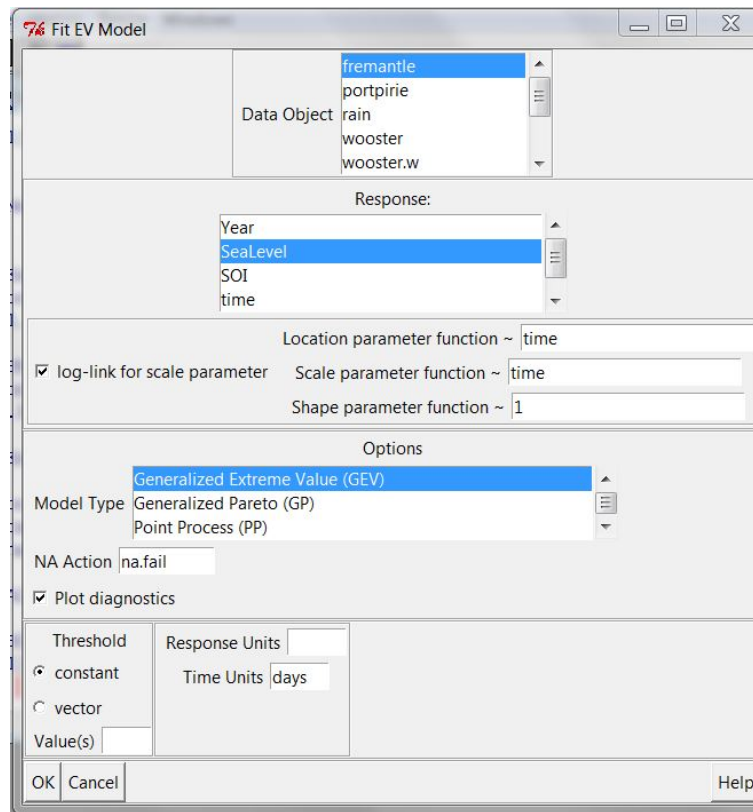 Fit EV Model
fremantle
portpirie
Data Object rain
wooster
wooster.w
Response:
Year
SeaLevel
SOI
time
Location parameter function ~ time
log-link for scale parameter Scale parameter function ~ time
Shape parameter function ~ 1
Options
Generalized Extreme Value (GEV)
Model Type Generalized Pareto (GP)
Point Process (PP)
NA Action na.fail
Plot diagnostics
Threshold
Response Units
constant
Time Units days
vector
Value(s)
OK Cancel Help